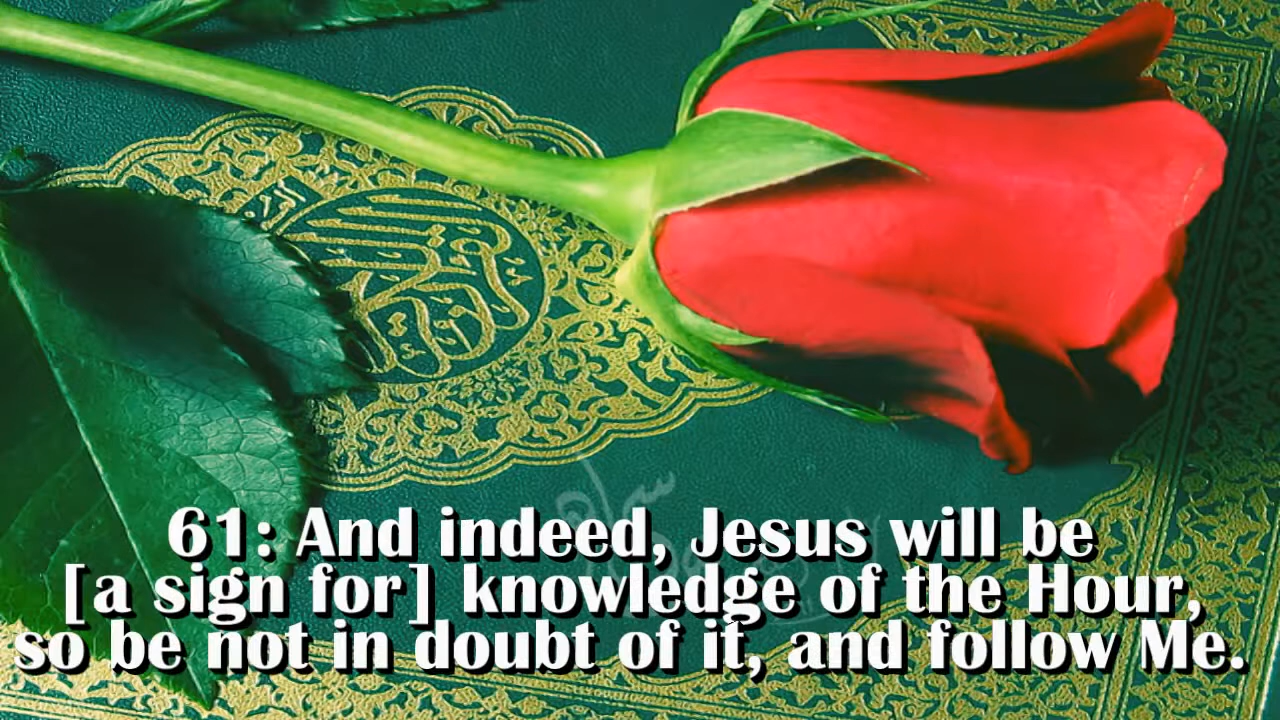 61: And indeed, Jesus will be
[a sign for] knowledge of the Hour,
so be not in doubt of it, and follow Me.